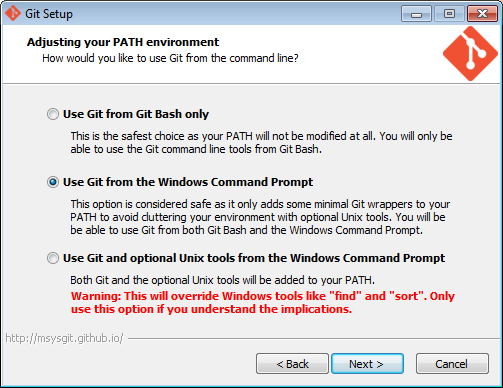 Git Setup
Adjusting your PATH environment
How would you like to use Git from the command line?
Use Git from Git Bash only
This is the safest choice as your PATH will not be modified at all. You will only be
able to use the Git command line tools from Git Bash.
Use Git from the Windows Command Prompt
This option is considered safe as it only adds some minimal Git wrappers to your
PATH to avoid cluttering your environment with optional Unix tools. You will be
be able to use Git from both Git Bash and the Windows Command Prompt.
Use Git and optional Unix tools from the Windows Command Prompt
Both Git and the optional Unix tools will be added to your PATH.
Warning: This will override Windows tools like "find" and "sort". Only
use this option if you understand the implications.
http://msysgit.github.io/
< Back
Next >
Cancel